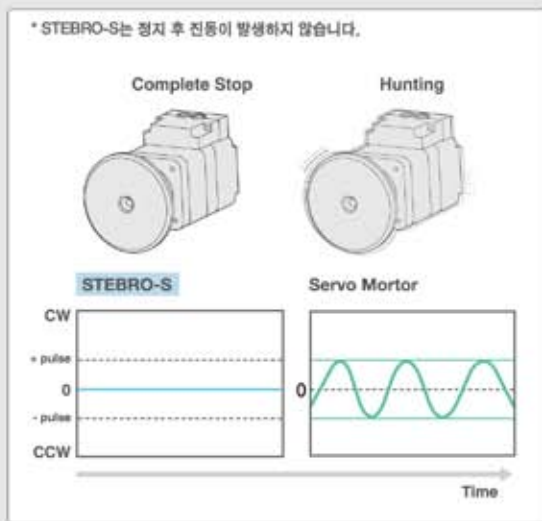 * STEBRO-S는 정지 후 진동이 발생하지 않습니다.
Complete Stop
Hunting
STEBRO-S
Servo Mortor
CW
+ pulse
0
- pulse
CCW
0
Time